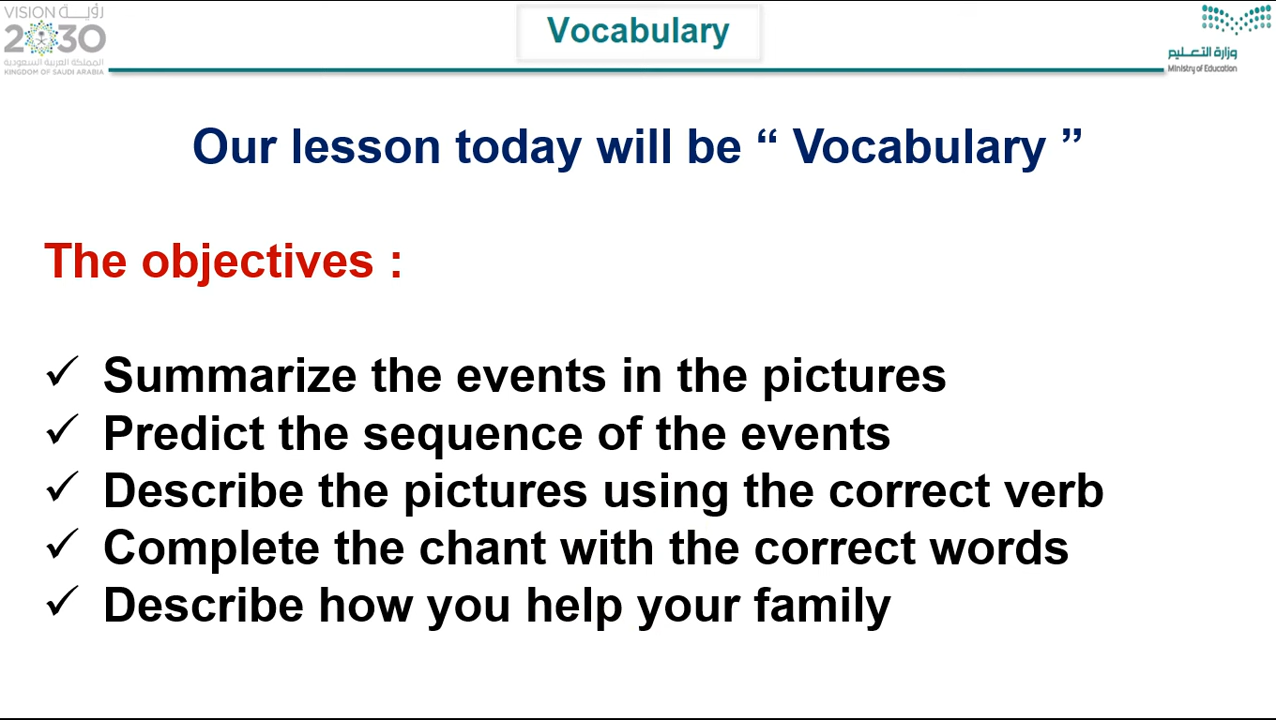 VISION رؤيـــة
2030
المملكة العربية السعودية
KINGDOM OF SAUDI ARABIA
Vocabulary
وزارة التعـليم
Ministry of Education
Our lesson today will be “ Vocabulary ”
The objectives :
✓ Summarize the events in the pictures
✓ Predict the sequence of the events
✓ Describe the pictures using the correct verb
✓ Complete the chant with the correct words
✓ Describe how you help your family